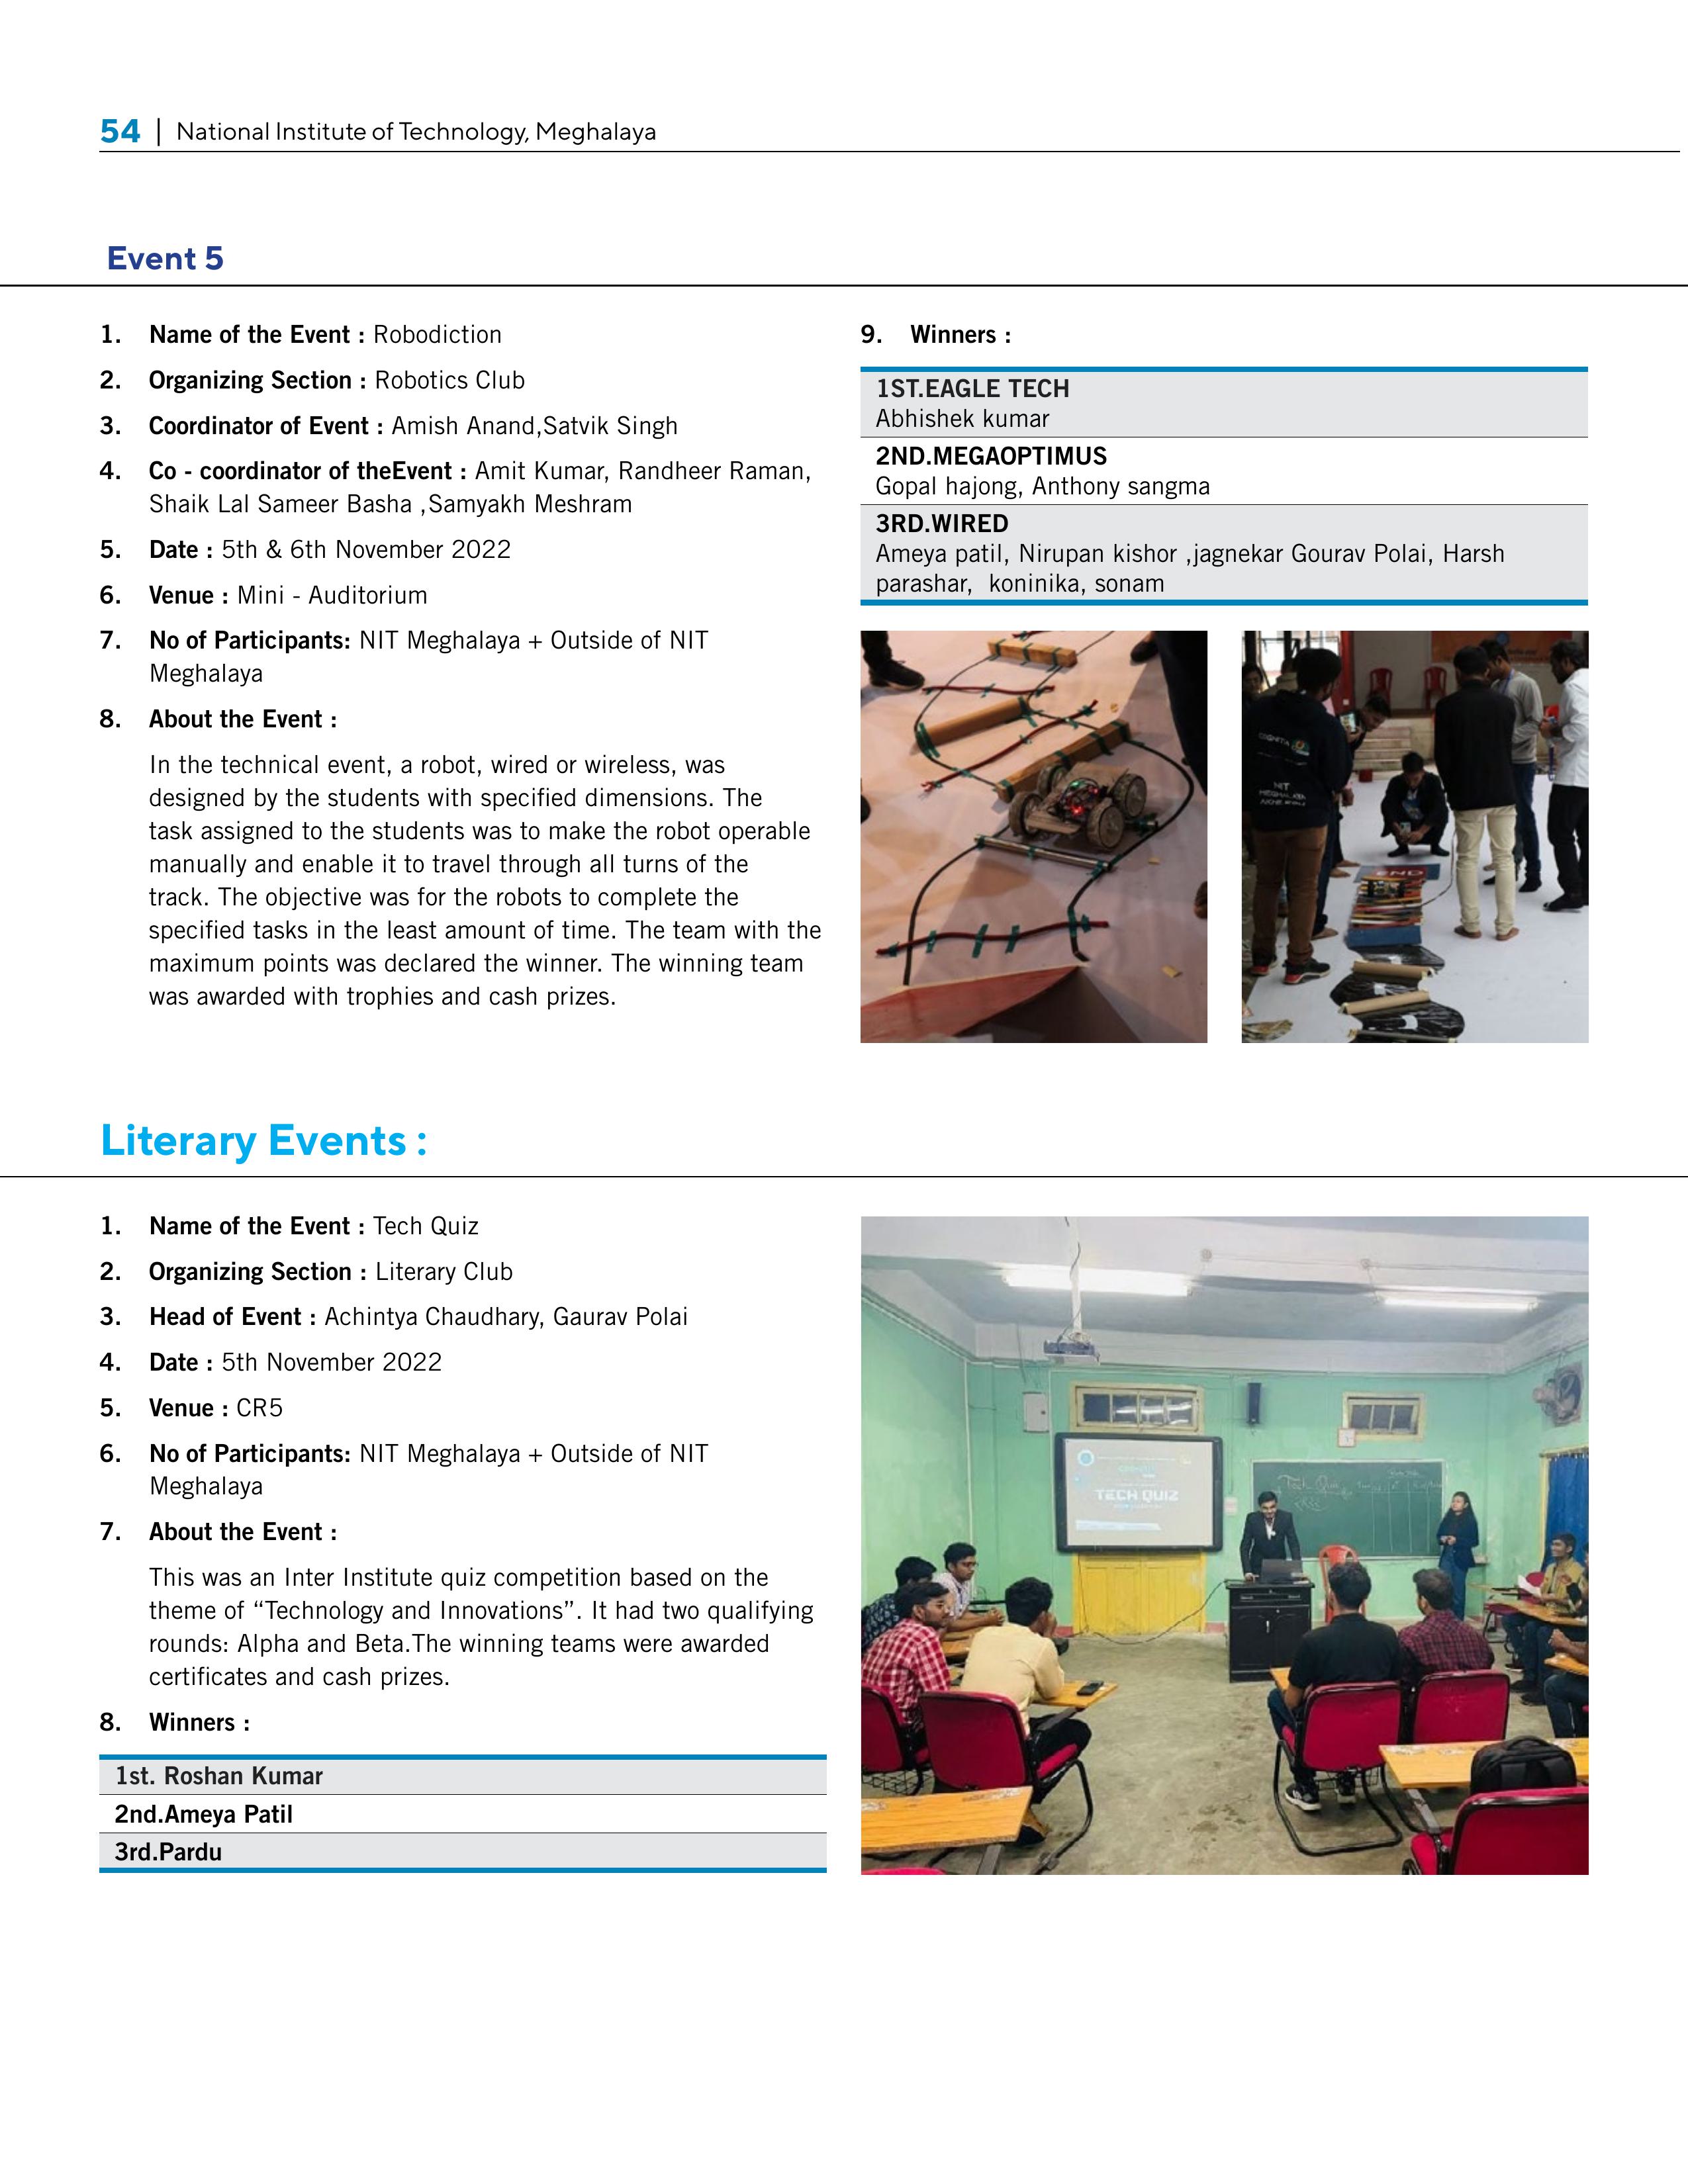 54 | National Institute of Technology, Meghalaya
Event 5
1. Name of the Event : Robodiction
2. Organizing Section : Robotics Club
3. Coordinator of Event : Amish Anand,Satvik Singh
4. Co - coordinator of theEvent : Amit Kumar, Randheer Raman,
Shaik Lal Sameer Basha ,Samyakh Meshram
5. Date : 5th & 6th November 2022
6. Venue : Mini - Auditorium
7. No of Participants: NIT Meghalaya + Outside of NIT
Meghalaya
8. About the Event :
In the technical event, a robot, wired or wireless, was
designed by the students with specified dimensions. The
task assigned to the students was to make the robot operable
manually and enable it to travel through all turns of the
track. The objective was for the robots to complete the
specified tasks in the least amount of time. The team with the
maximum points was declared the winner. The winning team
was awarded with trophies and cash prizes.
9. Winners :
1ST.EAGLE TECH
Abhishek kumar
2ND.MEGAOPTIMUS
Gopal hajong, Anthony sangma
3RD.WIRED
Ameya patil, Nirupan kishor ,jagnekar Gourav Polai, Harsh
parashar,  koninika, sonam
NIT
END
Literary Events :
1. Name of the Event : Tech Quiz
2. Organizing Section : Literary Club
3. Head of Event : Achintya Chaudhary, Gaurav Polai
4. Date : 5th November 2022
5. Venue : CR5
6. No of Participants: NIT Meghalaya + Outside of NIT
Meghalaya
7. About the Event :
This was an Inter Institute quiz competition based on the
theme of “Technology and Innovations”. It had two qualifying
rounds: Alpha and Beta.The winning teams were awarded
certificates and cash prizes.
8. Winners :
1st. Roshan Kumar
2nd.Ameya Patil
3rd.Pardu
TECH QUIZ
Tech Quiz